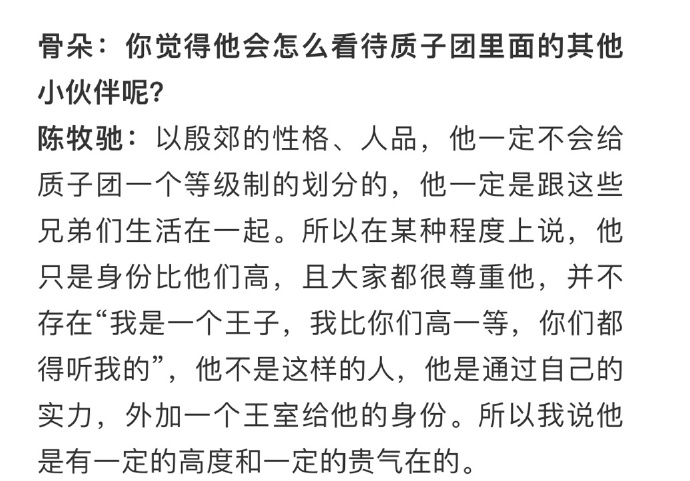 骨朵：你觉得他会怎么看待质子团里面的其他
小伙伴呢？
陈牧驰：以殷郊的性格、人品，他一定不会给
质子团一个等级制的划分的，他一定是跟这些
兄弟们生活在一起。所以在某种程度上说，他
只是身份比他们高，且大家都很尊重他，并不
存在“我是一个王子，我比你们高一等，你们都
得听我的”，他不是这样的人，他是通过自己的
实力，外加一个王室给他的身份。所以我说他
是有一定的高度和一定的贵气在的。